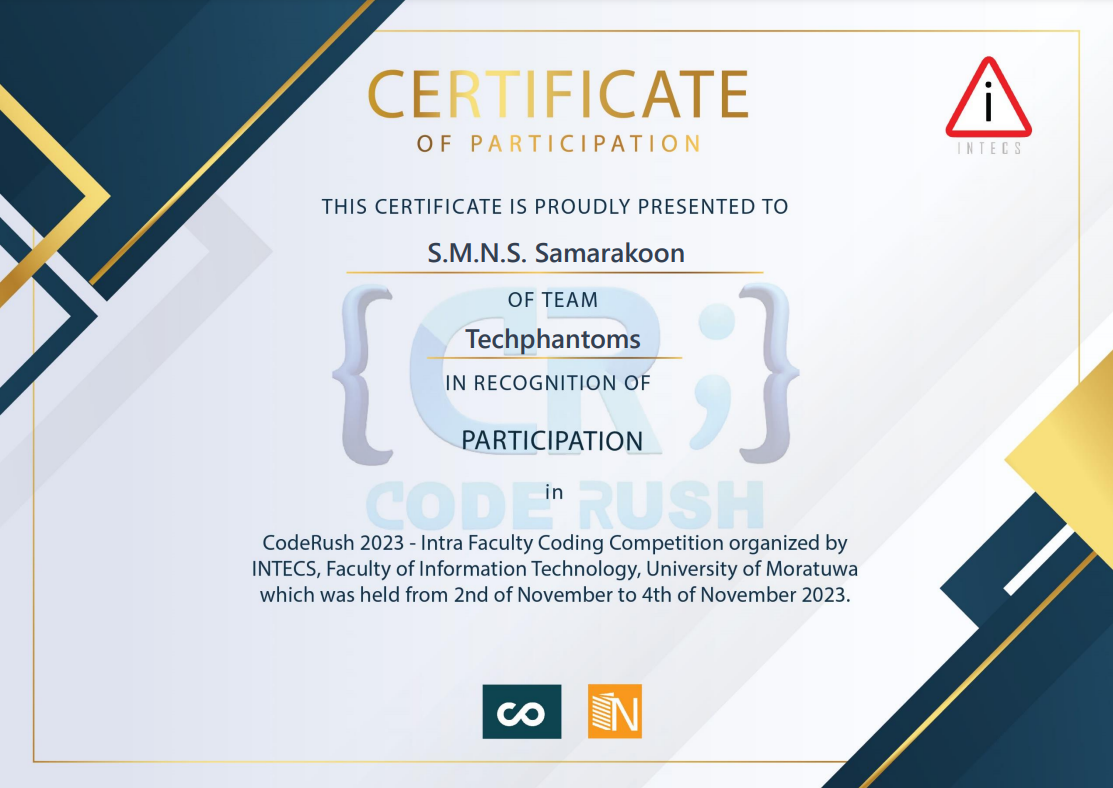 CERTIFICATE
OF PARTICIPATION
i
INTECS
THIS CERTIFICATE IS PROUDLY PRESENTED TO
S.M.N.S. Samarakoon
OF TEAM
Techphantoms
IN RECOGNITION OF
{CR;}
PARTICIPATION
in
CODE RUSH
CodeRush 2023 - Intra Faculty Coding Competition organized by
INTECS, Faculty of Information Technology, University of Moratuwa
which was held from 2nd of November to 4th of November 2023.
N